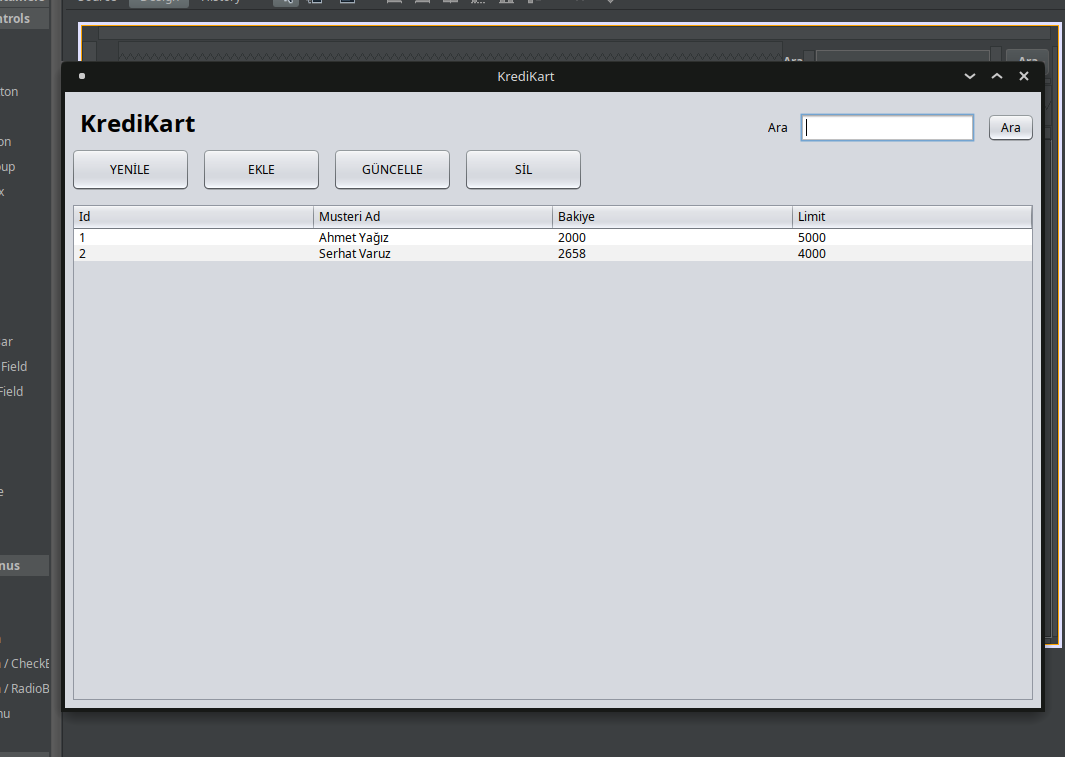 Source Design History
ntrols
Ara Ara
KrediKart
ton
KrediKart
Ara Ara
on
oup
YENİLE EKLE GÜNCELLE SİL
x
Id Musteri Ad Bakiye Limit
1 Ahmet Yağız 2000 5000
2 Serhat Varuz 2658 4000
ar
Field
Field
e
nus
/ CheckB
/ RadioB
nu